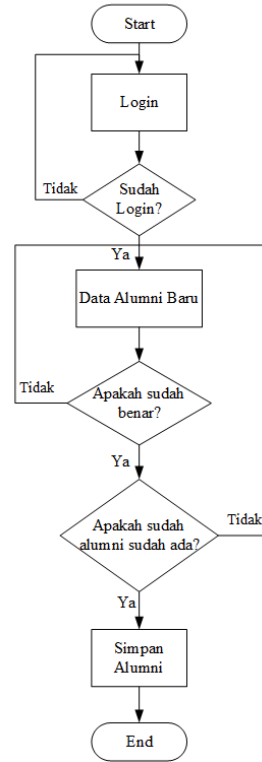 Start
Login
Tidak
Sudah
Login?
Ya
Data Alumni Baru
Tidak
Apakah sudah
benar?
Ya
Apakah sudah
alumni sudah ada?
Tidak
Ya
Simpan
Alumni
End